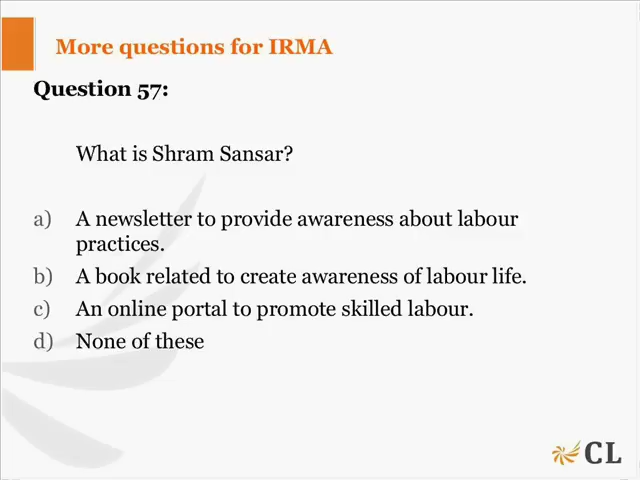 More questions for IRMA
Question 57:
What is Shram Sansar?
a) A newsletter to provide awareness about labour
practices.
b) A book related to create awareness of labour life.
c) An online portal to promote skilled labour.
d) None of these
CL